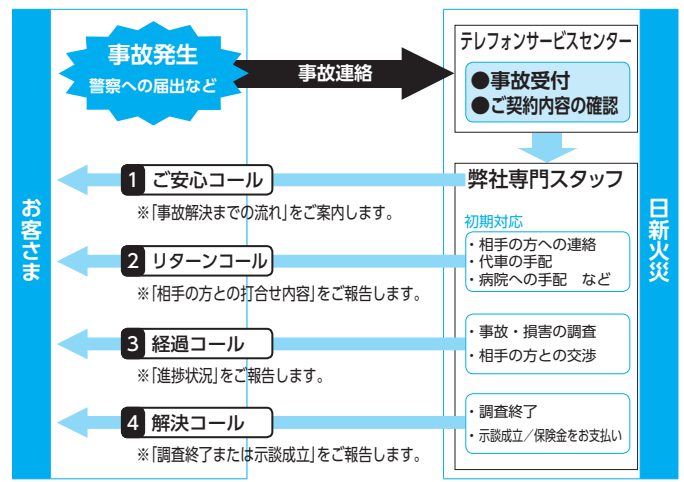 お客さま
事故発生
警察への届出など
事故連絡
テレフォンサービスセンター
●事故受付
●ご契約内容の確認
日新火災
弊社専門スタッフ
1 ご安心コール
※「事故解決までの流れ」をご案内します。
初期対応
・相手の方への連絡
・代車の手配
・病院への手配　など
2 リターンコール
※「相手の方との打合せ内容」をご報告します。
・事故・損害の調査
・相手の方との交渉
3 経過コール
※「進捗状況」をご報告します。
・調査終了
・示談成立／保険金をお支払い
4 解決コール
※「調査終了または示談成立」をご報告します。